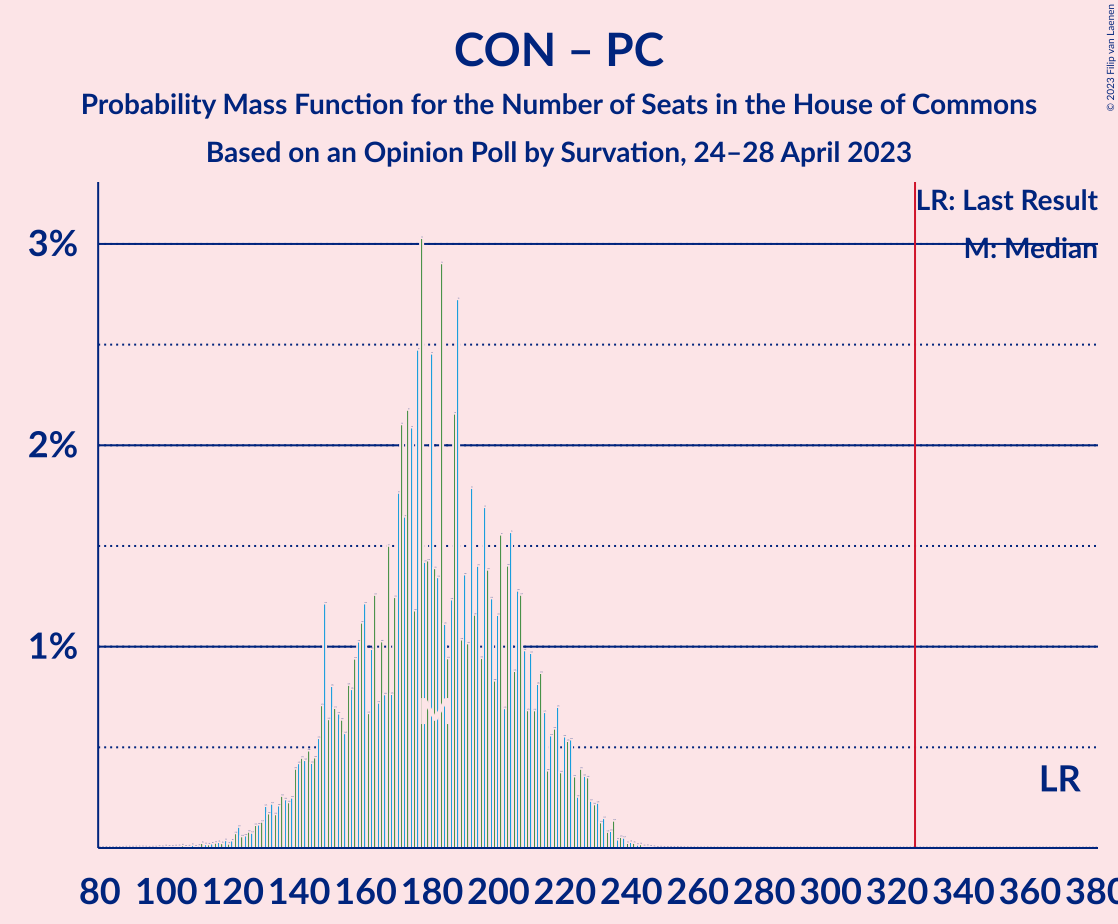 CON – PC
Probability Mass Function for the Number of Seats in the House of Commons
Based on an Opinion Poll by Survation, 24–28 April 2023
© 2023 Filip van Laenen
LR: Last Result
M: Median
3%
2%
1%
M
LR
80 100 120 140 160 180 200 220 240 260 280 300 320 340 360 380